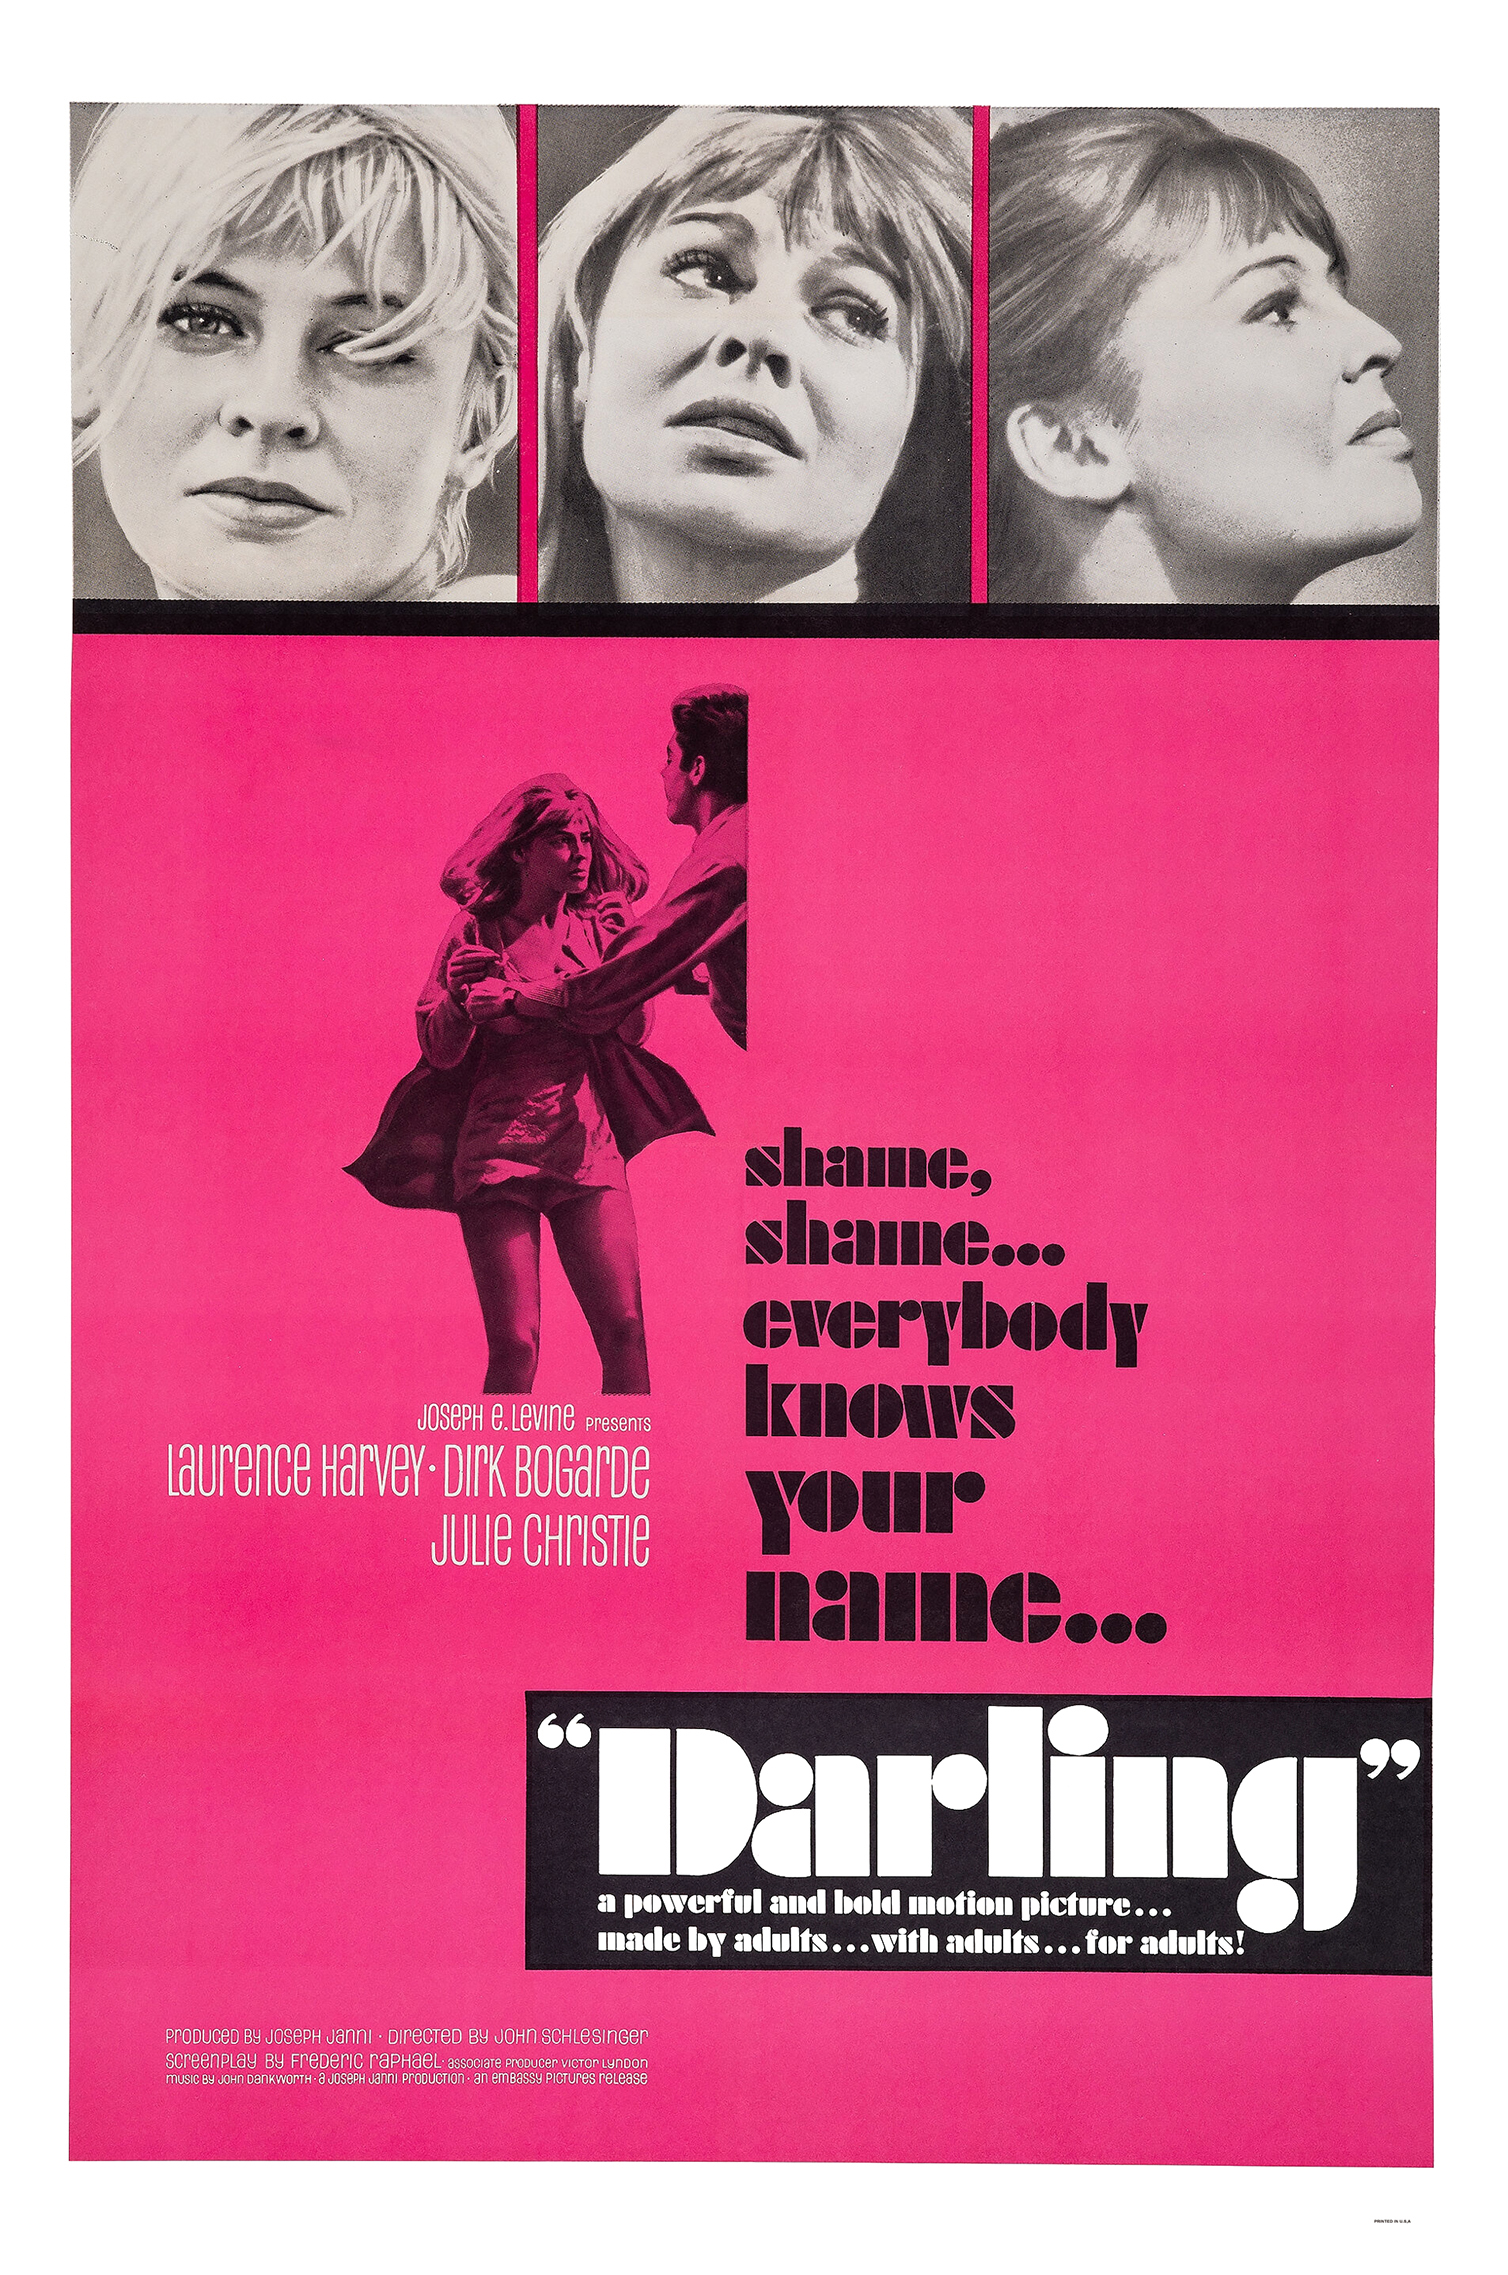 shame,
shame...
everybody
knows
your
name...
JOSEPH E. LEVINE PRESENTS
LAURENCE HARVEY · DIRK BOGARDE
JULIE CHRISTIE
“Darling”
a powerful and bold motion picture...
made by adults...with adults...for adults!
PRODUCED BY JOSEPH JANNI · DIRECTED BY JOHN SCHLESINGER
SCREENPLAY BY FREDERIC RAPHAEL · ASSOCIATE PRODUCER VICTOR LYNDON
MUSIC BY JOHN DANKWORTH · A JOSEPH JANNI PRODUCTION · AN EMBASSY PICTURES RELEASE
PRINTED IN U.S.A